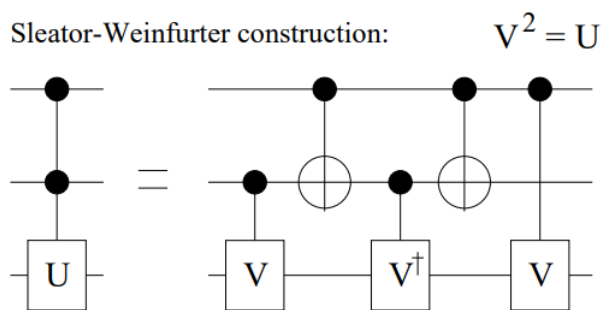 Sleator-Weinfurter construction: V² = U
=
U V V† V